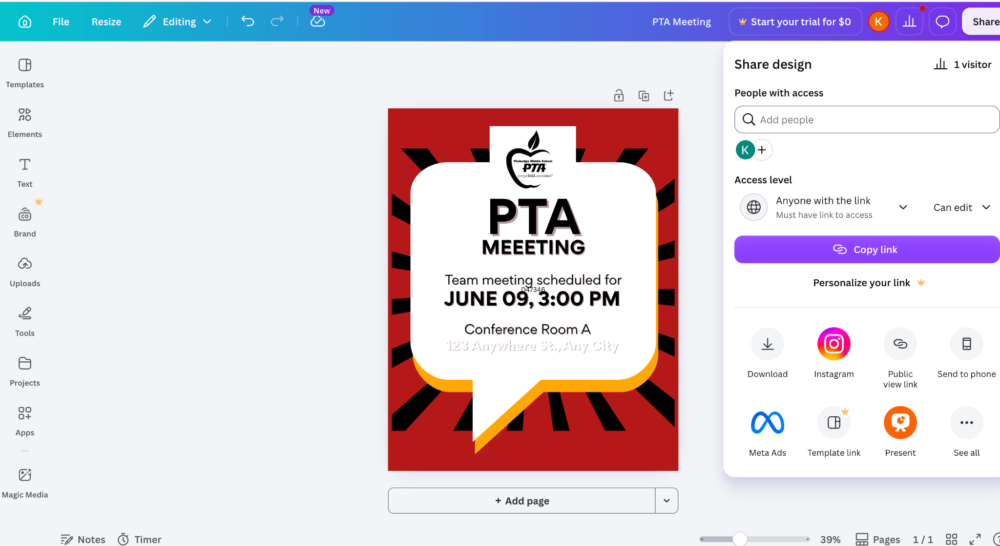 New
File
Resize
Editing
PTA Meeting
Start your trial for $0
K
Share
Templates
Elements
Text
Brand
CO
Uploads
Tools
Projects
Apps
Magic Media
Plainedge Middle School
PTA
everychild.onevoice.®
PTA
MEEETING
Team meeting scheduled for
047346
JUNE 09, 3:00 PM
Conference Room A
123 Anywhere St., Any City
+ Add page
Share design
1 visitor
People with access
Add people
K
Access level
Anyone with the link
Must have link to access
Can edit
Copy link
Personalize your link
Download
Instagram
Public view link
Send to phone
Meta Ads
Template link
Present
See all
Notes
Timer
39%
Pages
1 / 1
?